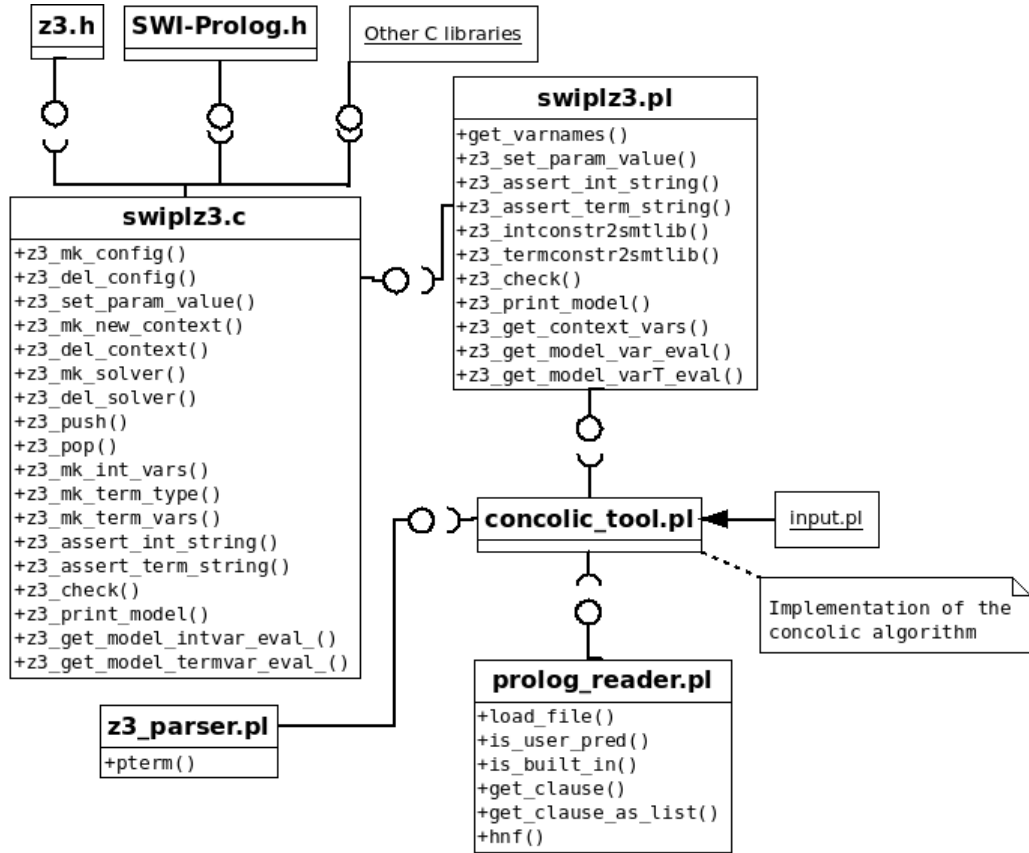 z3.h
SWI-Prolog.h
Other C libraries
swiplz3.pl
+get_varnames()
+z3_set_param_value()
+z3_assert_int_string()
+z3_assert_term_string()
+z3_intconstr2smtlib()
+z3_termconstr2smtlib()
+z3_check()
+z3_print_model()
+z3_get_context_vars()
+z3_get_model_var_eval()
+z3_get_model_varT_eval()
swiplz3.c
+z3_mk_config()
+z3_del_config()
+z3_set_param_value()
+z3_mk_new_context()
+z3_del_context()
+z3_mk_solver()
+z3_del_solver()
+z3_push()
+z3_pop()
+z3_mk_int_vars()
+z3_mk_term_type()
+z3_mk_term_vars()
+z3_assert_int_string()
+z3_assert_term_string()
+z3_check()
+z3_print_model()
+z3_get_model_intvar_eval_()
+z3_get_model_termvar_eval_()
concolic_tool.pl
input.pl
Implementation of the
concolic algorithm
z3_parser.pl
+pterm()
prolog_reader.pl
+load_file()
+is_user_pred()
+is_built_in()
+get_clause()
+get_clause_as_list()
+hnf()